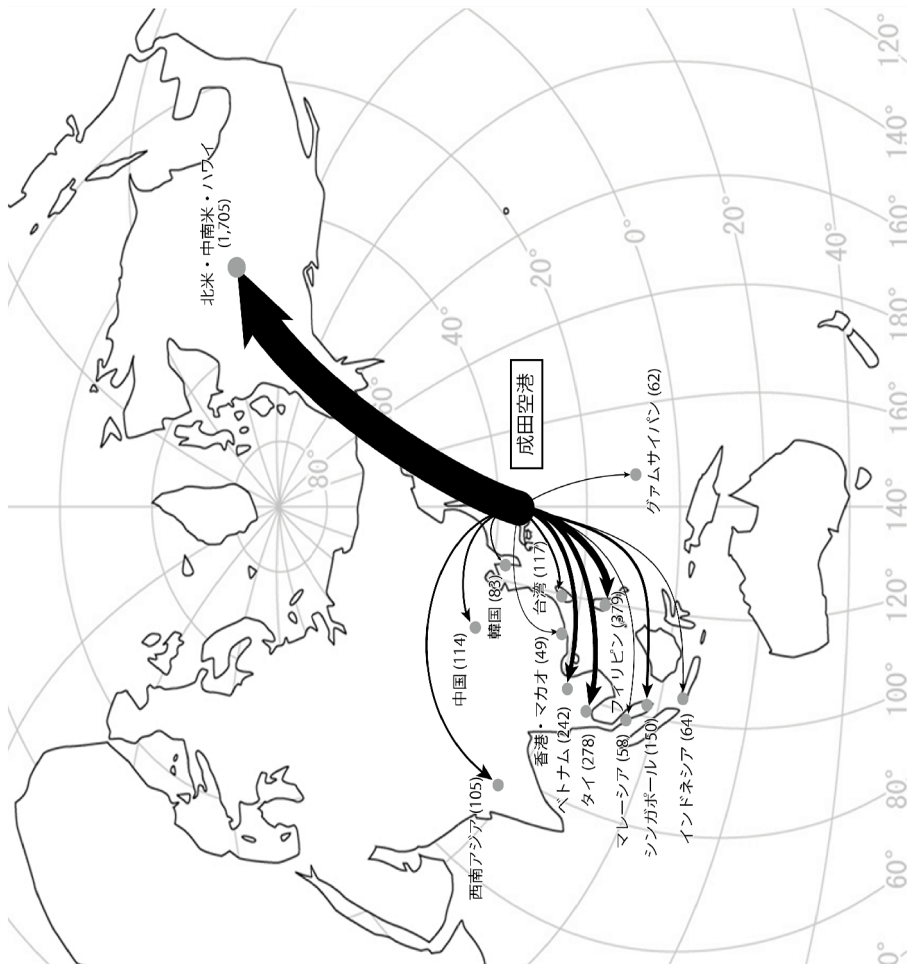 北米・中南米・ハワイ
(1,705)
成田空港
グァムサイパン (62)
韓国 (83)
中国 (114)
西南アジア (105)
台湾 (117)
香港・マカオ (49)
ベトナム (242)
タイ (278)
フィリピン (379)
マレーシア (58)
シンガポール (150)
インドネシア (64)
80°
60°
40°
20°
0°
20°
40°
120°
140°
160°
180°
160°
140°
120°
100°
80°
60°
0°